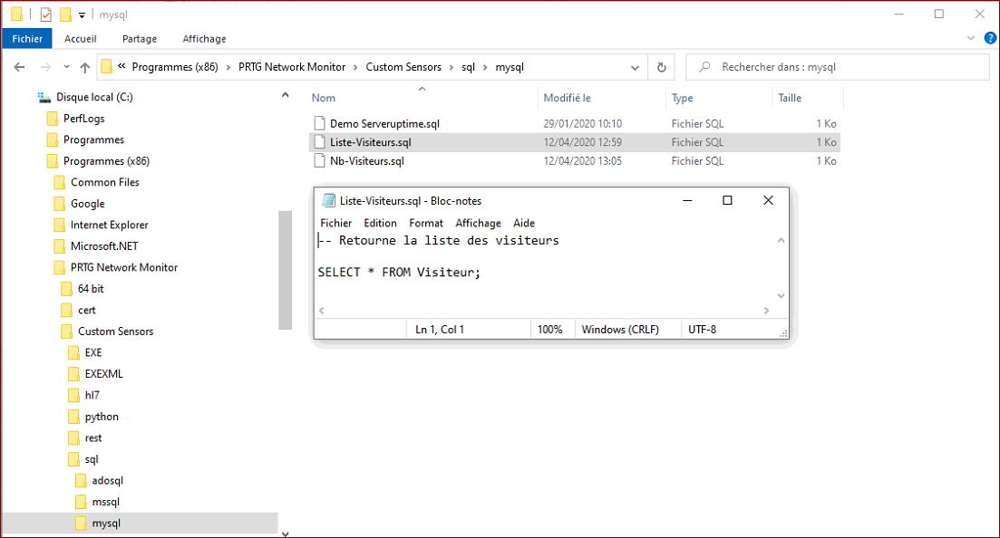 mysql
Fichier Accueil Partage Affichage
« Programmes (x86) › PRTG Network Monitor › Custom Sensors › sql › mysql
Rechercher dans : mysql
Disque local (C:)
PerfLogs
Programmes
Programmes (x86)
Common Files
Google
Internet Explorer
Microsoft.NET
PRTG Network Monitor
64 bit
cert
Custom Sensors
EXE
EXEXML
hl7
python
rest
sql
adosql
mssql
mysql
Nom Modifié le Type Taille
Demo Serveruptime.sql 29/01/2020 10:10 Fichier SQL 1 Ko
Liste-Visiteurs.sql 12/04/2020 12:59 Fichier SQL 1 Ko
Nb-Visiteurs.sql 12/04/2020 13:05 Fichier SQL 1 Ko
Liste-Visiteurs.sql - Bloc-notes
Fichier Edition Format Affichage Aide
-- Retourne la liste des visiteurs
SELECT * FROM Visiteur;
Ln 1, Col 1 100% Windows (CRLF) UTF-8